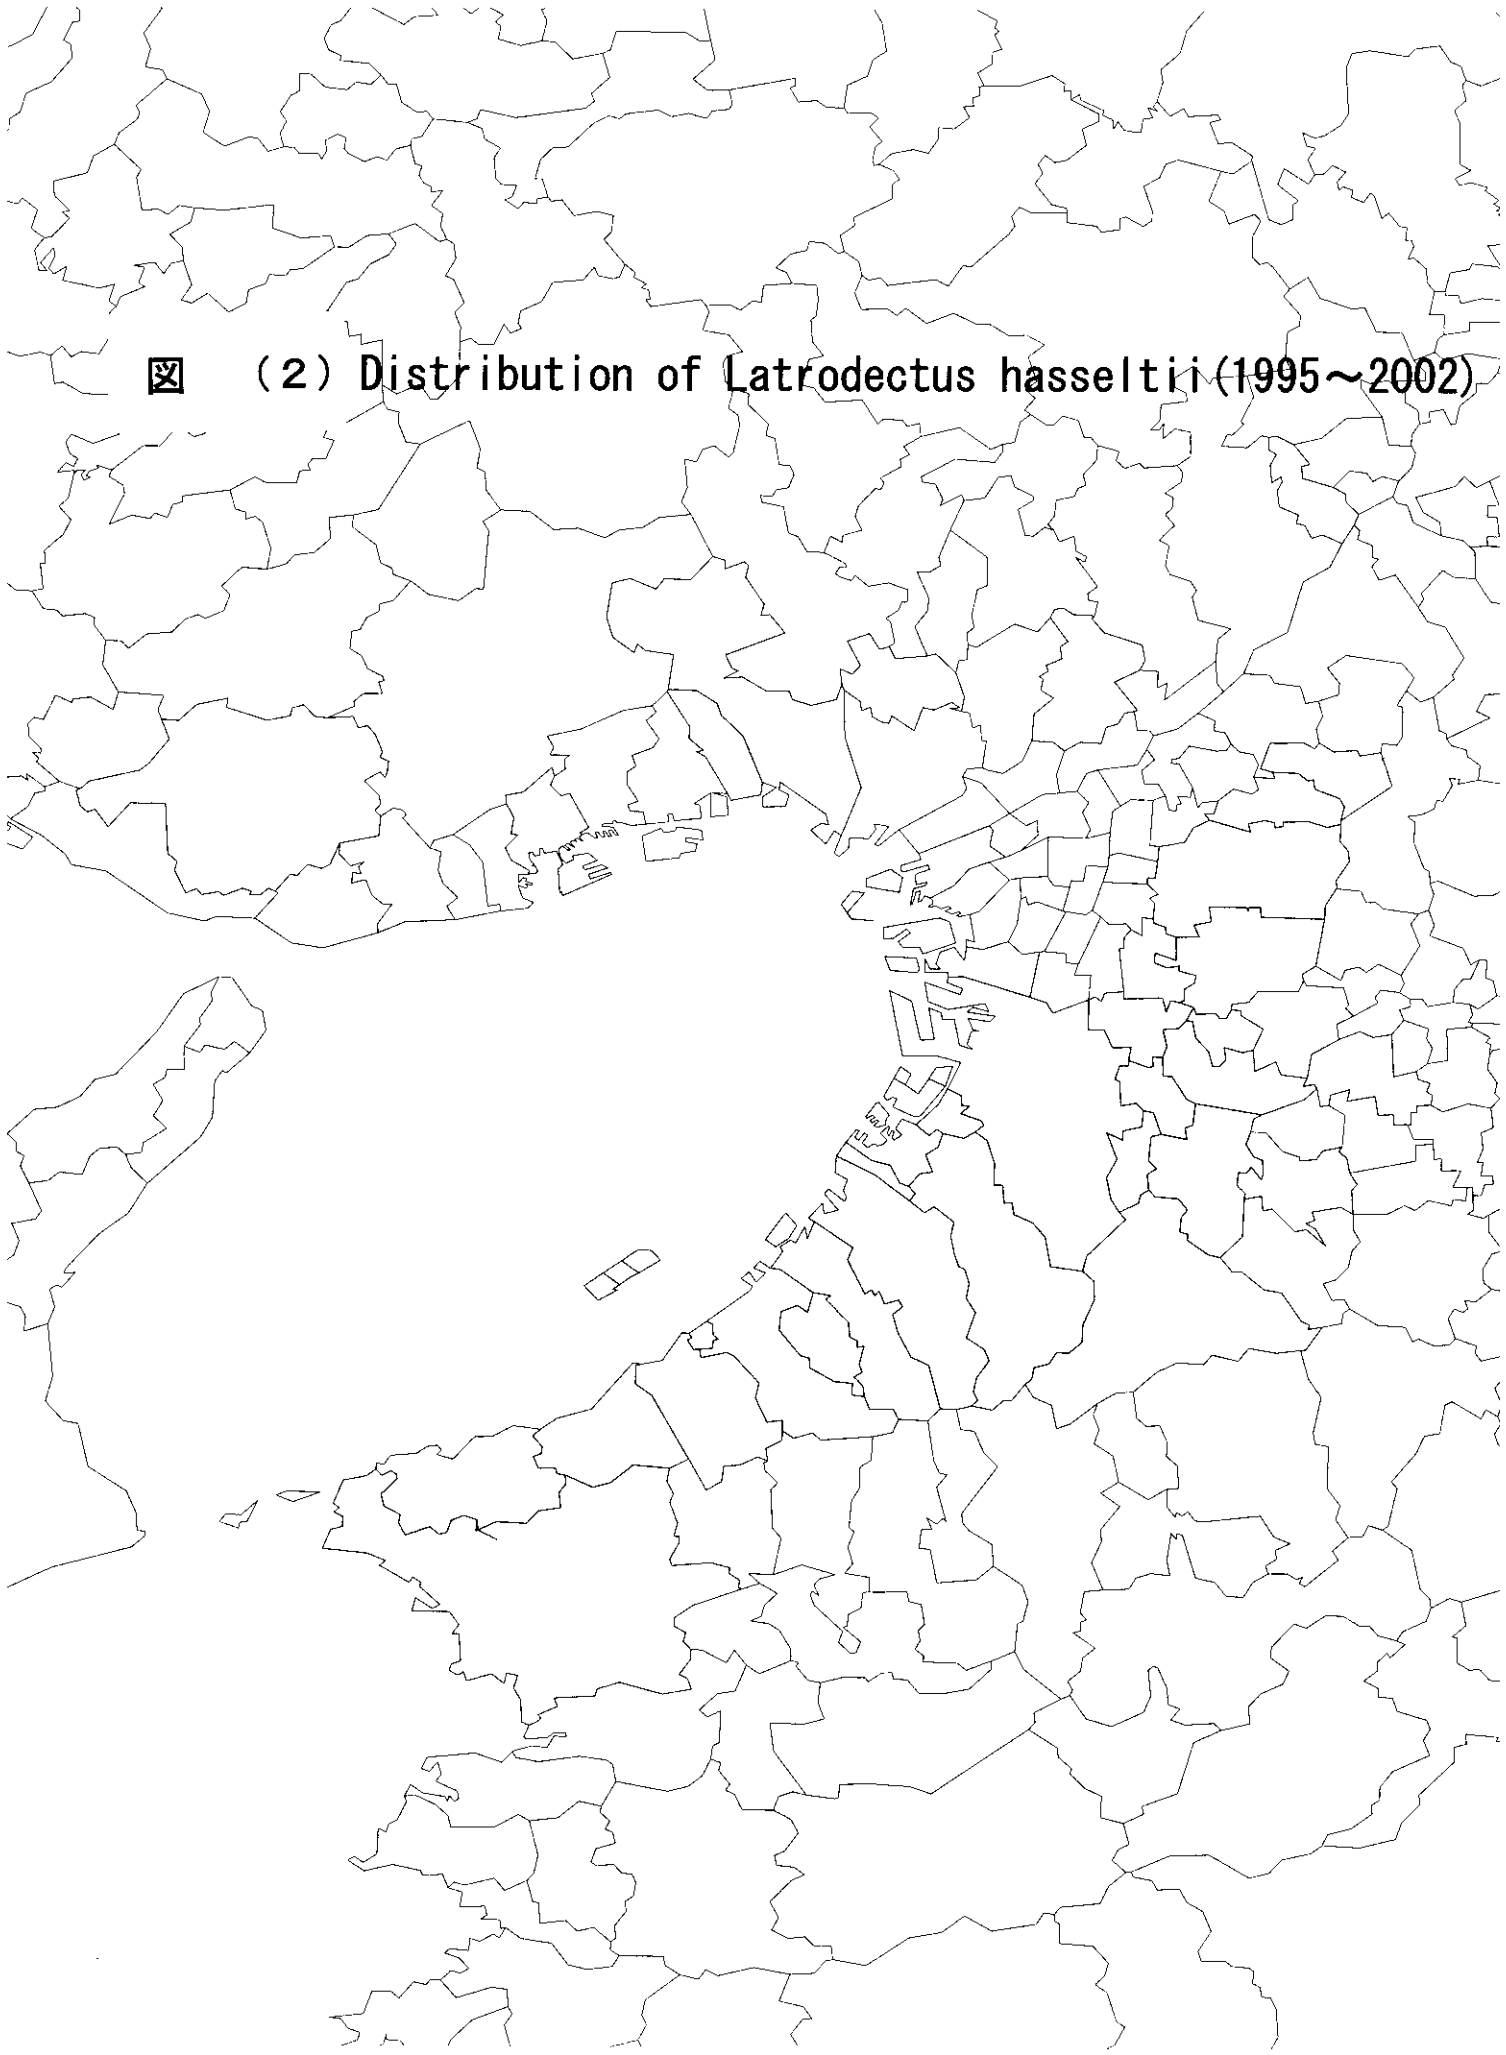 図 （２）Distribution of Latrodectus hasseltii(1995～2002)